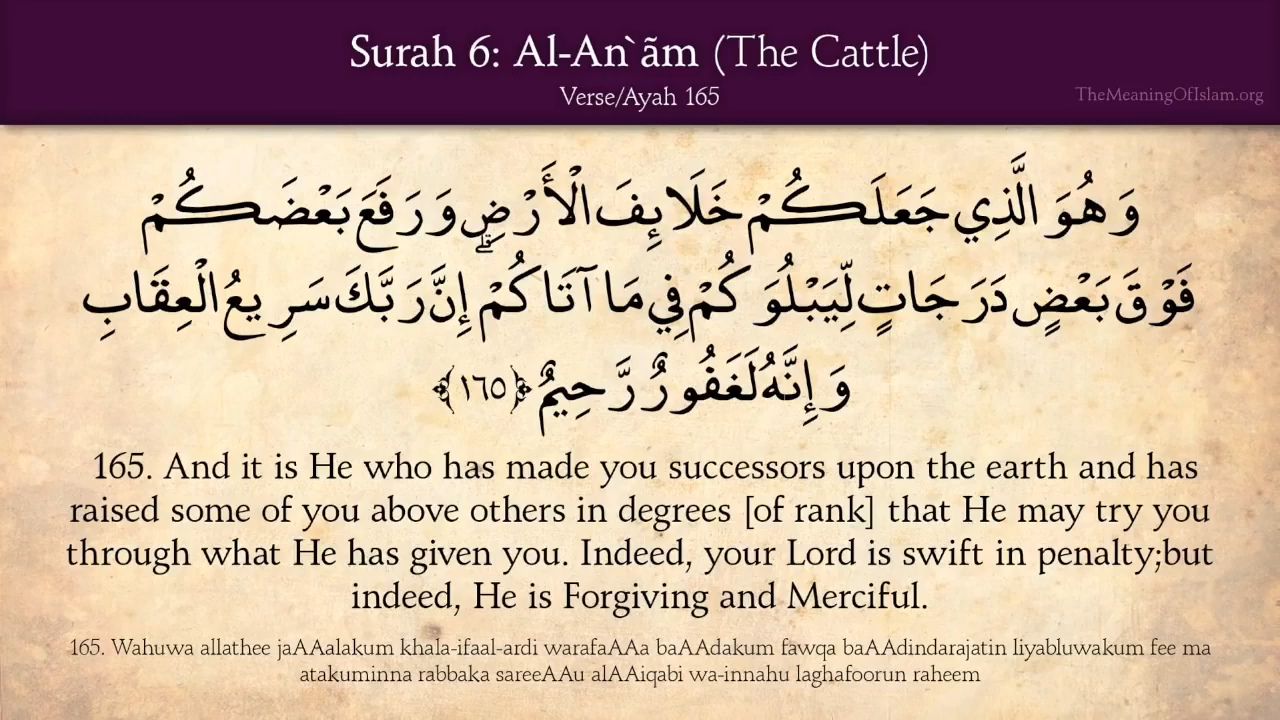 Surah 6: Al-An`ãm (The Cattle)
Verse/Ayah 165
TheMeaningOfIslam.org
وَهُوَ الَّذِي جَعَلَكُمْ خَلَائِفَ الْأَرْضِ وَرَفَعَ بَعْضَكُمْ
فَوْقَ بَعْضٍ دَرَجَاتٍ لِّيَبْلُوَكُمْ فِي مَا آتَاكُمْ ۗ إِنَّ رَبَّكَ سَرِيعُ الْعِقَابِ
وَإِنَّهُ لَغَفُورٌ رَّحِيمٌ ﴿١٦٥﴾
165. And it is He who has made you successors upon the earth and has
raised some of you above others in degrees [of rank] that He may try you
through what He has given you. Indeed, your Lord is swift in penalty;but
indeed, He is Forgiving and Merciful.
165. Wahuwa allathee jaAAalakum khala-ifaal-ardi warafaAAa baAAdakum fawqa baAAdindarajatin liyabluwakum fee ma
atakuminna rabbaka sareeAAu alAAiqabi wa-innahu laghafoorun raheem